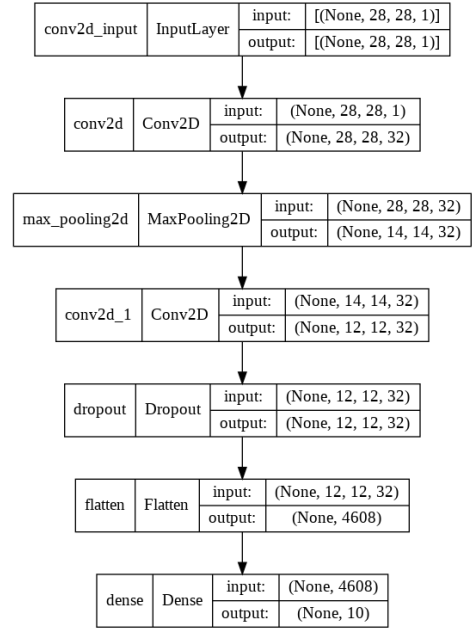 conv2d_input InputLayer input: [(None, 28, 28, 1)]
output: [(None, 28, 28, 1)]
conv2d Conv2D input: (None, 28, 28, 1)
output: (None, 28, 28, 32)
max_pooling2d MaxPooling2D input: (None, 28, 28, 32)
output: (None, 14, 14, 32)
conv2d_1 Conv2D input: (None, 14, 14, 32)
output: (None, 12, 12, 32)
dropout Dropout input: (None, 12, 12, 32)
output: (None, 12, 12, 32)
flatten Flatten input: (None, 12, 12, 32)
output: (None, 4608)
dense Dense input: (None, 4608)
output: (None, 10)